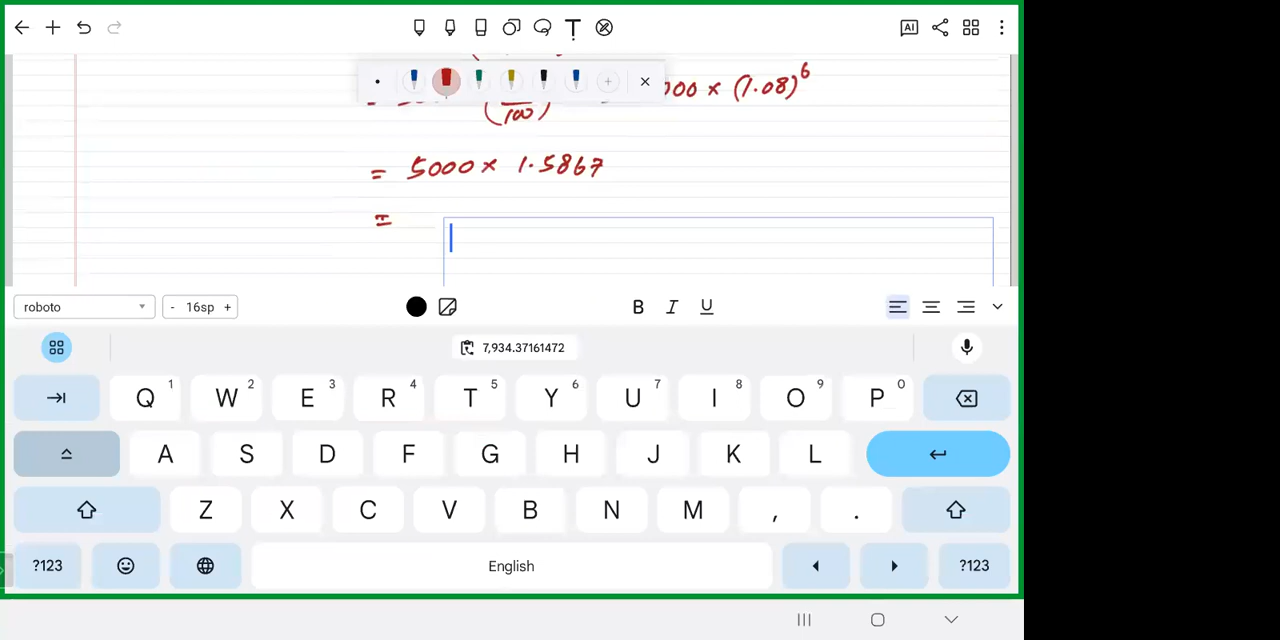 AI
000 × (1.08)^6
(100)
= 5000 × 1.5867
=
roboto - 16sp + B I U
7,934.37161472
Q 1 W 2 E 3 R 4 T 5 Y 6 U 7 I 8 O 9 P 0
A S D F G H J K L
Z X C V B N M , .
?123 English ?123